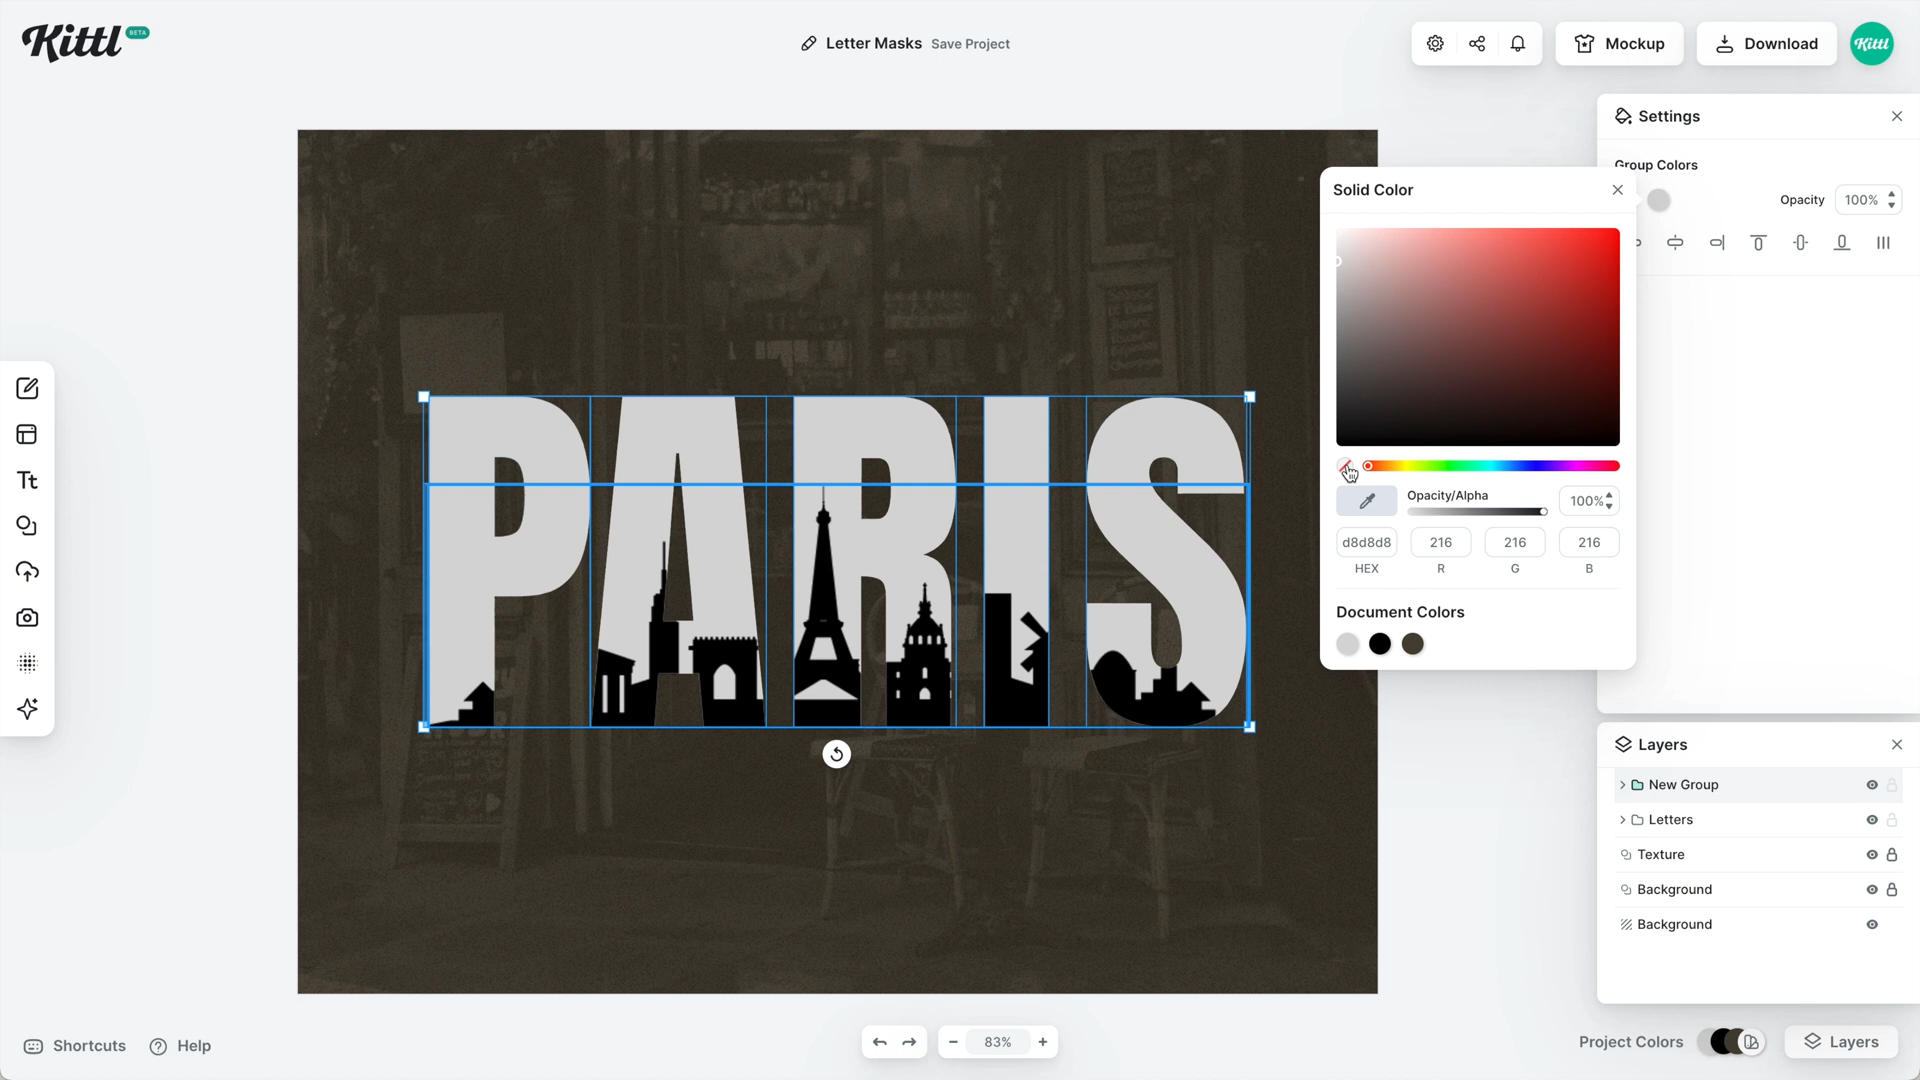 Kittl BETA
Letter Masks Save Project
Mockup
Download
Kittl
Settings
Group Colors
Opacity 100%
Solid Color
Opacity/Alpha
100%
d8d8d8 216 216 216
HEX R G B
Document Colors
PARIS
Layers
New Group
Letters
Texture
Background
Background
Shortcuts
Help
83%
Project Colors
Layers